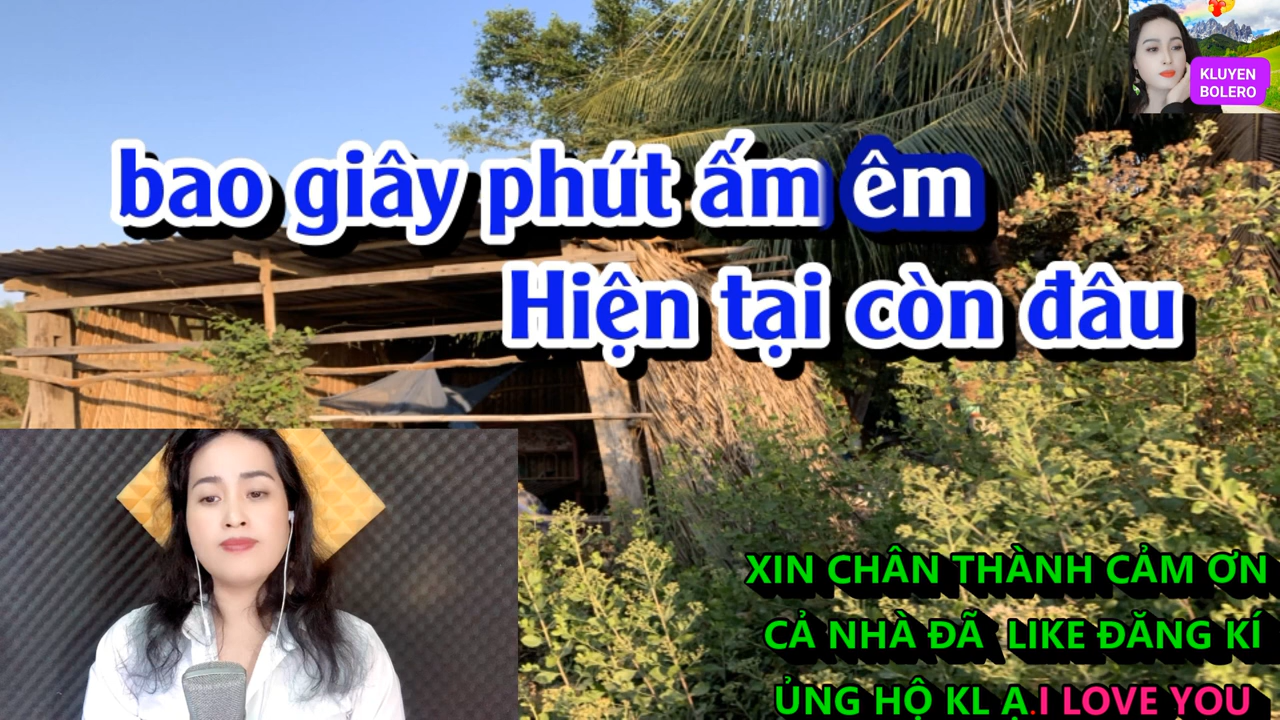 KLUYEN
BOLERO
bao giây phút ấm êm
Hiện tại còn đâu
XIN CHÂN THÀNH CẢM ƠN
CẢ NHÀ ĐÃ LIKE ĐĂNG KÍ
ỦNG HỘ KL Ạ.I LOVE YOU